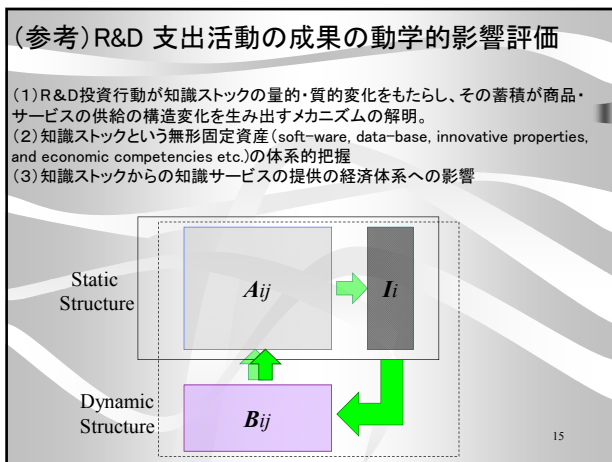 (参考)R&D 支出活動の成果の動学的影響評価
(1)R&D投資行動が知識ストックの量的・質的変化をもたらし、その蓄積が商品・
サービスの供給の構造変化を生み出すメカニズムの解明。
(2)知識ストックという無形固定資産(soft-ware, data-base, innovative properties,
and economic competencies etc.)の体系的把握
(3)知識ストックからの知識サービスの提供の経済体系への影響
Static
Structure
Aij
Ii
Dynamic
Structure
Bij
15